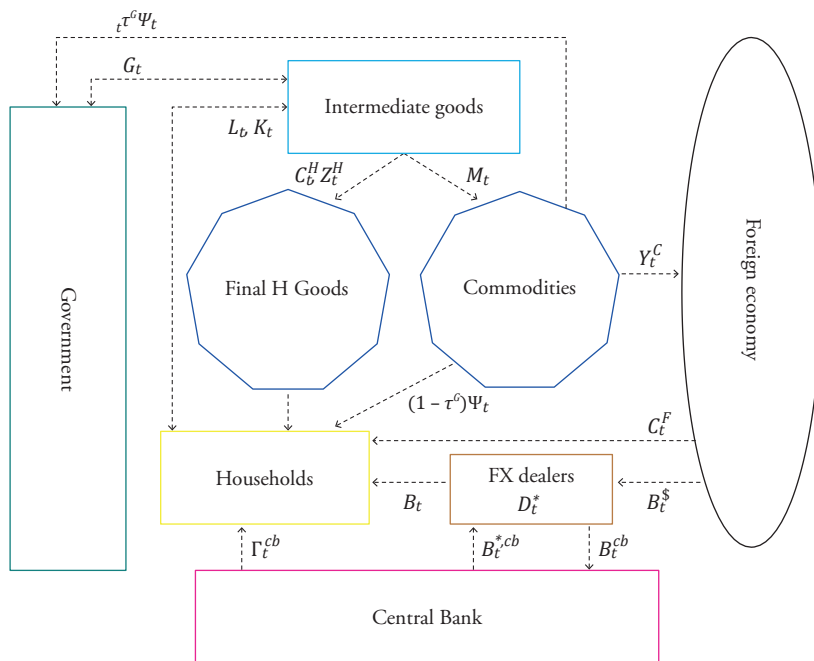 ₜτᴳΨₜ
Gₜ
Intermediate goods
Lₜ, Kₜ
Cₜᴴ, Zₜᴴ
Mₜ
Government
Final H Goods
Commodities
Yₜᶜ
Foreign economy
(1 – τᴳ)Ψₜ
Cₜᶠ
Households
Bₜ
FX dealers
Dₜ*
Bₜ$
Γₜᶜᵇ
Bₜ*,ᶜᵇ
Bₜᶜᵇ
Central Bank